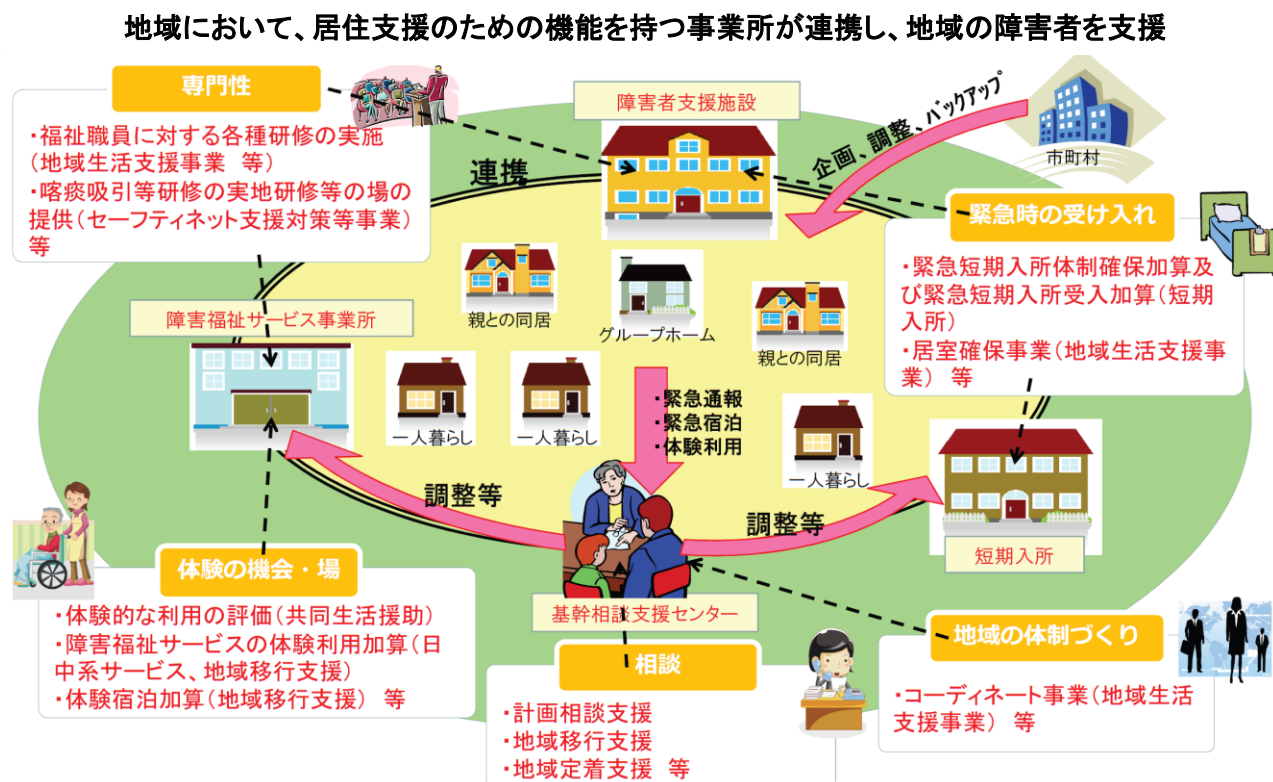 地域において、居住支援のための機能を持つ事業所が連携し、地域の障害者を支援
専門性
・福祉職員に対する各種研修の実施
(地域生活支援事業 等)
・喀痰吸引等研修の実地研修等の場の
提供(セーフティネット支援対策等事業)
等
障害者支援施設
連携
企画、調整、バックアップ
市町村
緊急時の受け入れ
・緊急短期入所体制確保加算及
び緊急短期入所受入加算(短期
入所)
・居室確保事業(地域生活支援事
業) 等
障害福祉サービス事業所
親との同居
グループホーム
親との同居
一人暮らし
一人暮らし
・緊急通報
・緊急宿泊
・体験利用
一人暮らし
調整等
調整等
短期入所
体験の機会・場
・体験的な利用の評価(共同生活援助)
・障害福祉サービスの体験利用加算(日
中系サービス、地域移行支援)
・体験宿泊加算(地域移行支援) 等
基幹相談支援センター
相談
・計画相談支援
・地域移行支援
・地域定着支援 等
地域の体制づくり
・コーディネート事業(地域生活
支援事業) 等